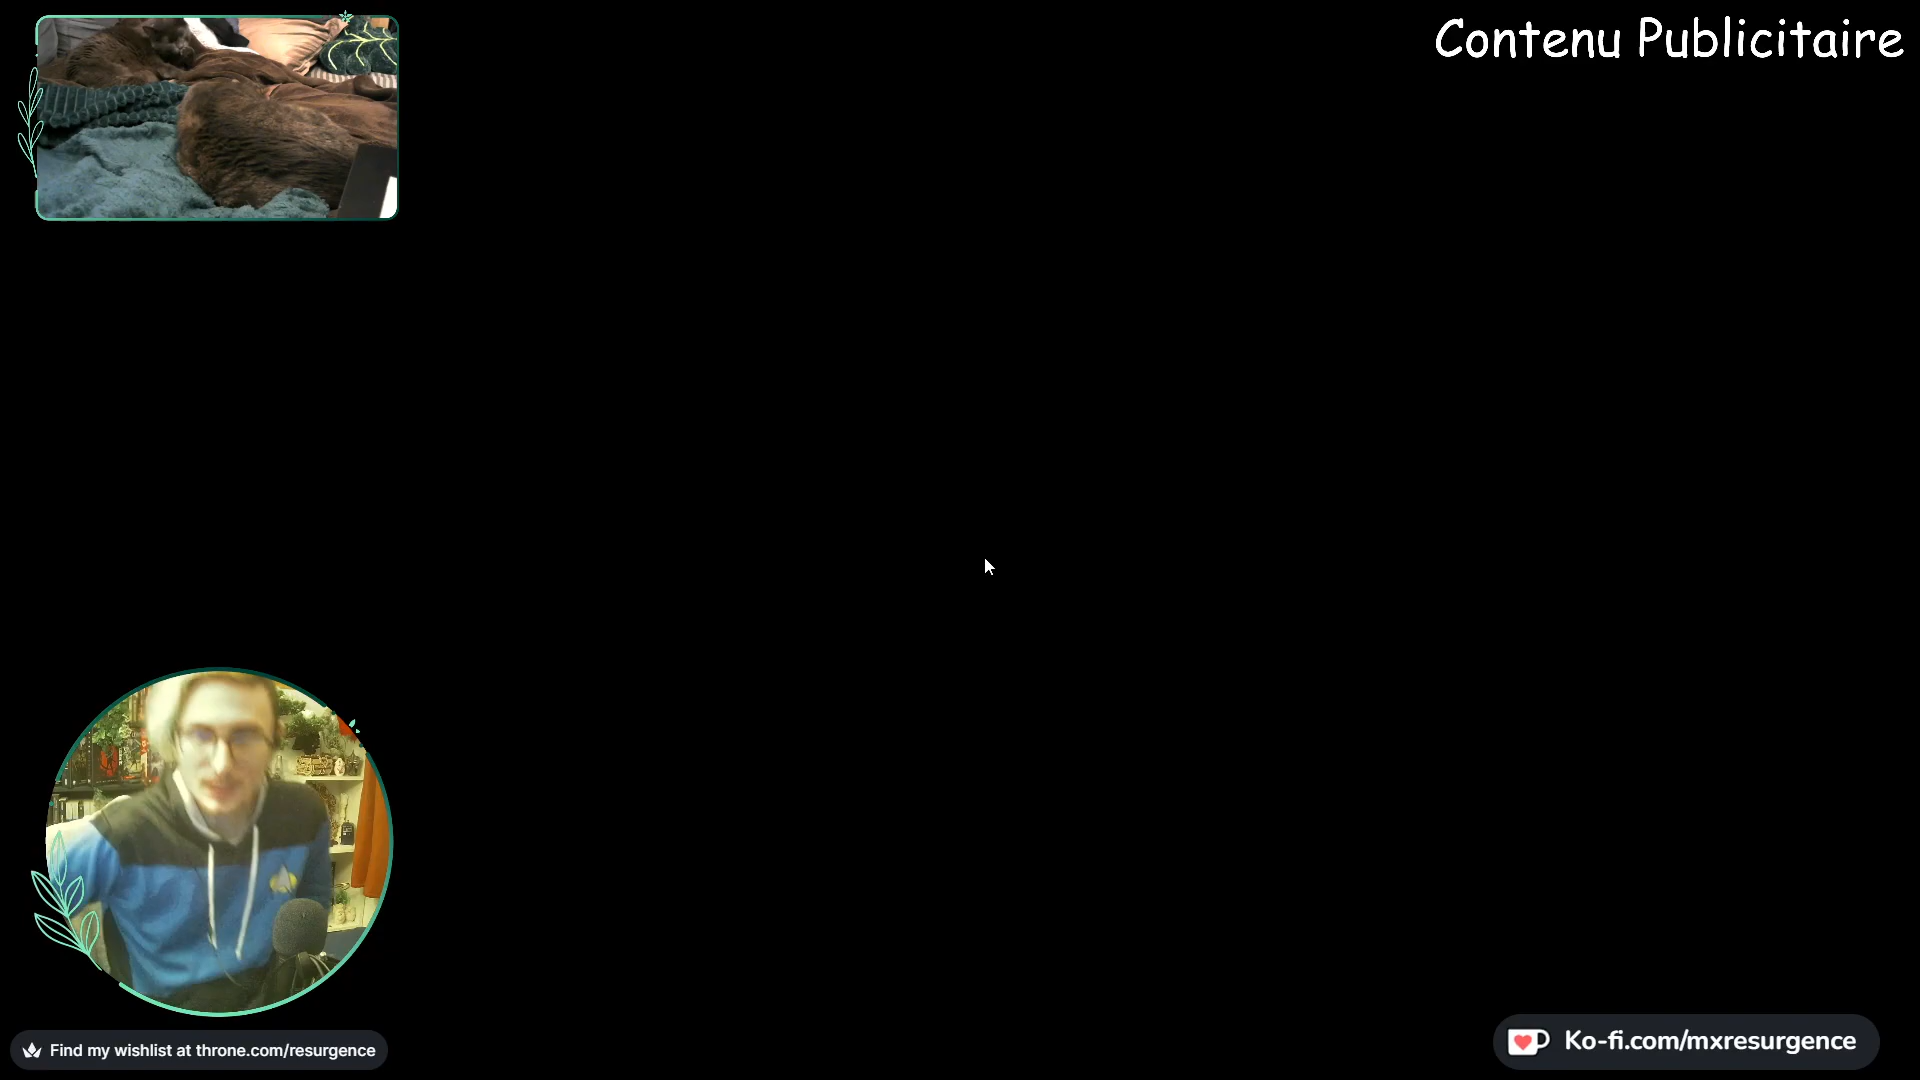 Contenu Publicitaire
Find my wishlist at throne.com/resurgence
Ko-fi.com/mxresurgence